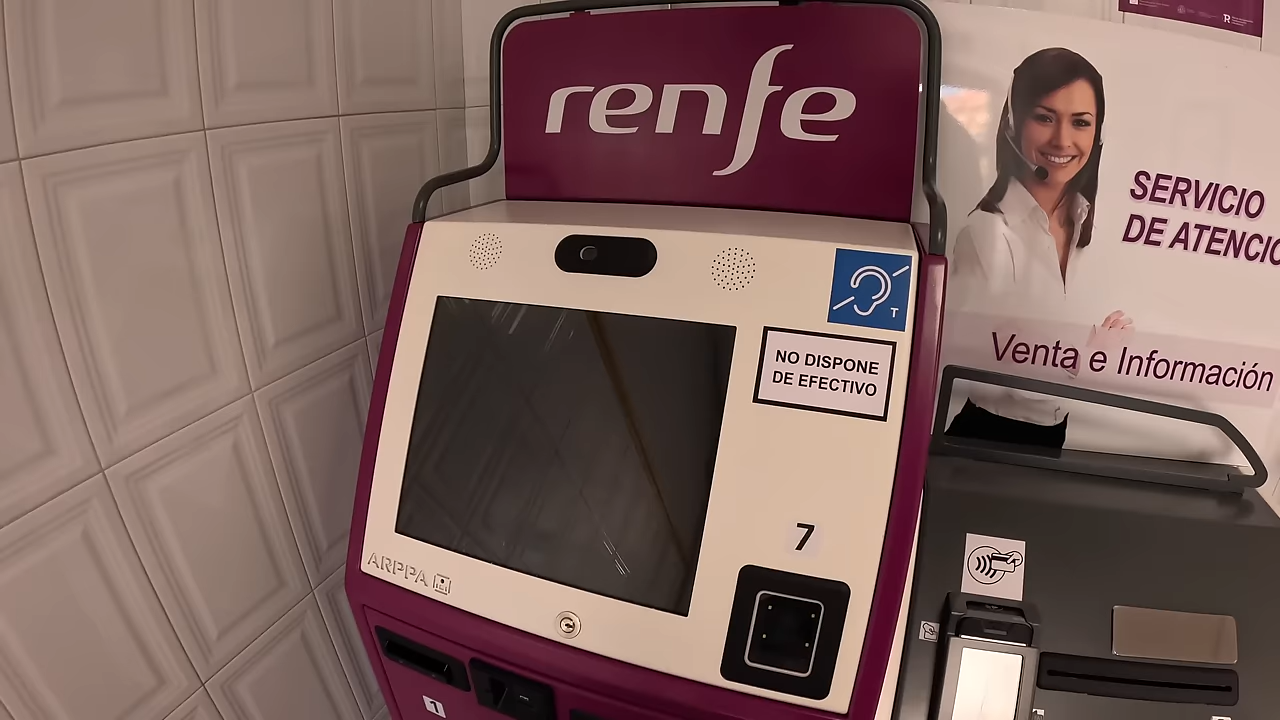 renfe
SERVICIO
DE ATENCIO
T
NO DISPONE
DE EFECTIVO
Venta e Información
7
ARPPA
1